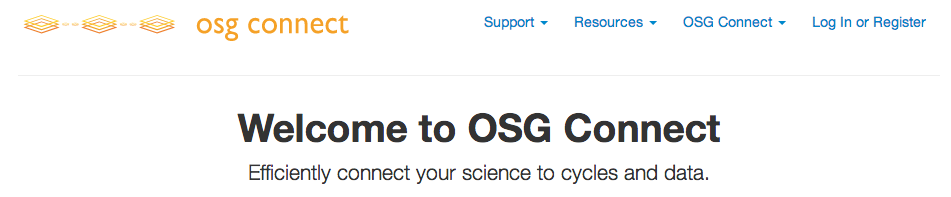 osg connect Support Resources OSG Connect Log In or Register
Welcome to OSG Connect
Efficiently connect your science to cycles and data.